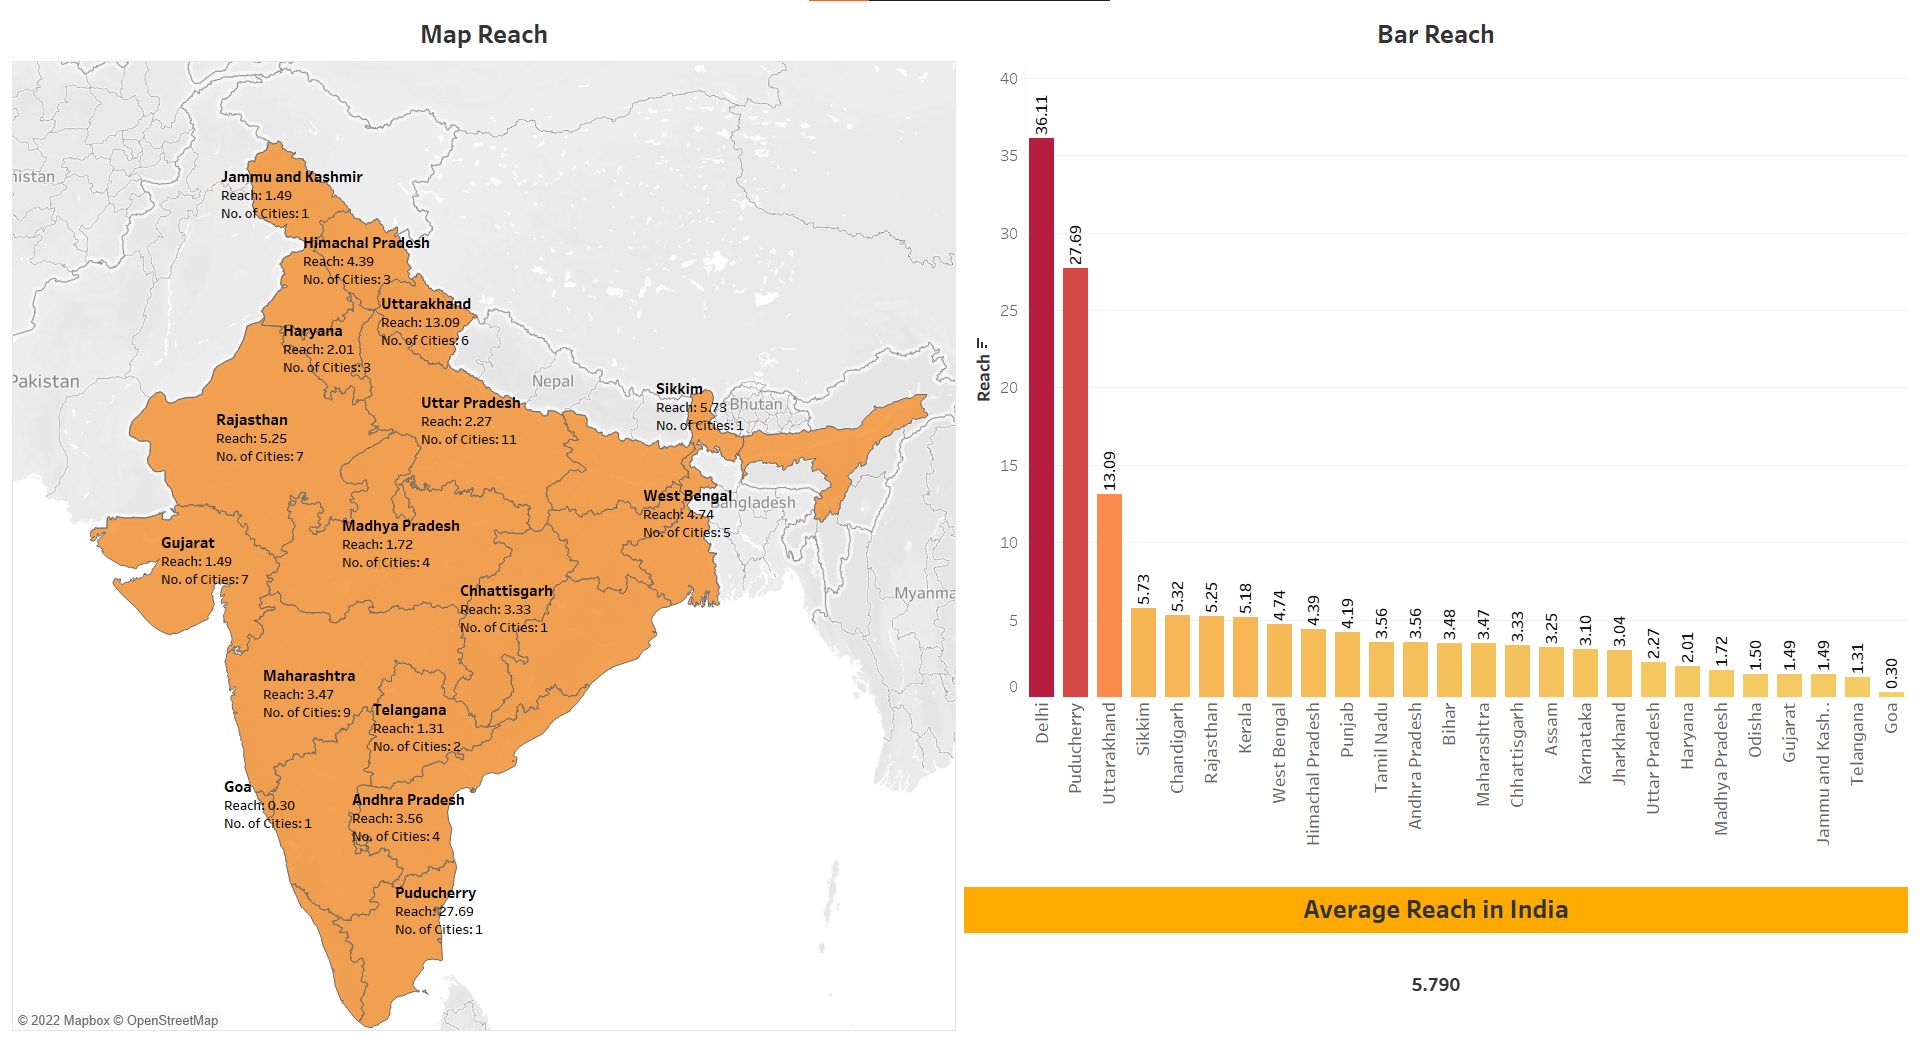 Map Reach
nistan
Pakistan
Nepal
Bhutan
Bangladesh
Myanma
Jammu and Kashmir
Reach: 1.49
No. of Cities: 1
Himachal Pradesh
Reach: 4.39
No. of Cities: 3
Uttarakhand
Reach: 13.09
No. of Cities: 6
Haryana
Reach: 2.01
No. of Cities: 3
Sikkim
Reach: 5.73
No. of Cities: 1
Uttar Pradesh
Reach: 2.27
No. of Cities: 11
Rajasthan
Reach: 5.25
No. of Cities: 7
West Bengal
Reach: 4.74
No. of Cities: 5
Madhya Pradesh
Reach: 1.72
No. of Cities: 4
Gujarat
Reach: 1.49
No. of Cities: 7
Chhattisgarh
Reach: 3.33
No. of Cities: 1
Maharashtra
Reach: 3.47
No. of Cities: 9
Telangana
Reach: 1.31
No. of Cities: 2
Goa
Reach: 0.30
No. of Cities: 1
Andhra Pradesh
Reach: 3.56
No. of Cities: 4
Puducherry
Reach: 27.69
No. of Cities: 1
© 2022 Mapbox © OpenStreetMap
Bar Reach
Reach
40
35
30
25
20
15
10
5
0
36.11
27.69
13.09
5.73
5.32
5.25
5.18
4.74
4.39
4.19
3.56
3.56
3.48
3.47
3.33
3.25
3.10
3.04
2.27
2.01
1.72
1.50
1.49
1.49
1.31
0.30
Delhi
Puducherry
Uttarakhand
Sikkim
Chandigarh
Rajasthan
Kerala
West Bengal
Himachal Pradesh
Punjab
Tamil Nadu
Andhra Pradesh
Bihar
Maharashtra
Chhattisgarh
Assam
Karnataka
Jharkhand
Uttar Pradesh
Haryana
Madhya Pradesh
Odisha
Gujarat
Jammu and Kash..
Telangana
Goa
Average Reach in India
5.790